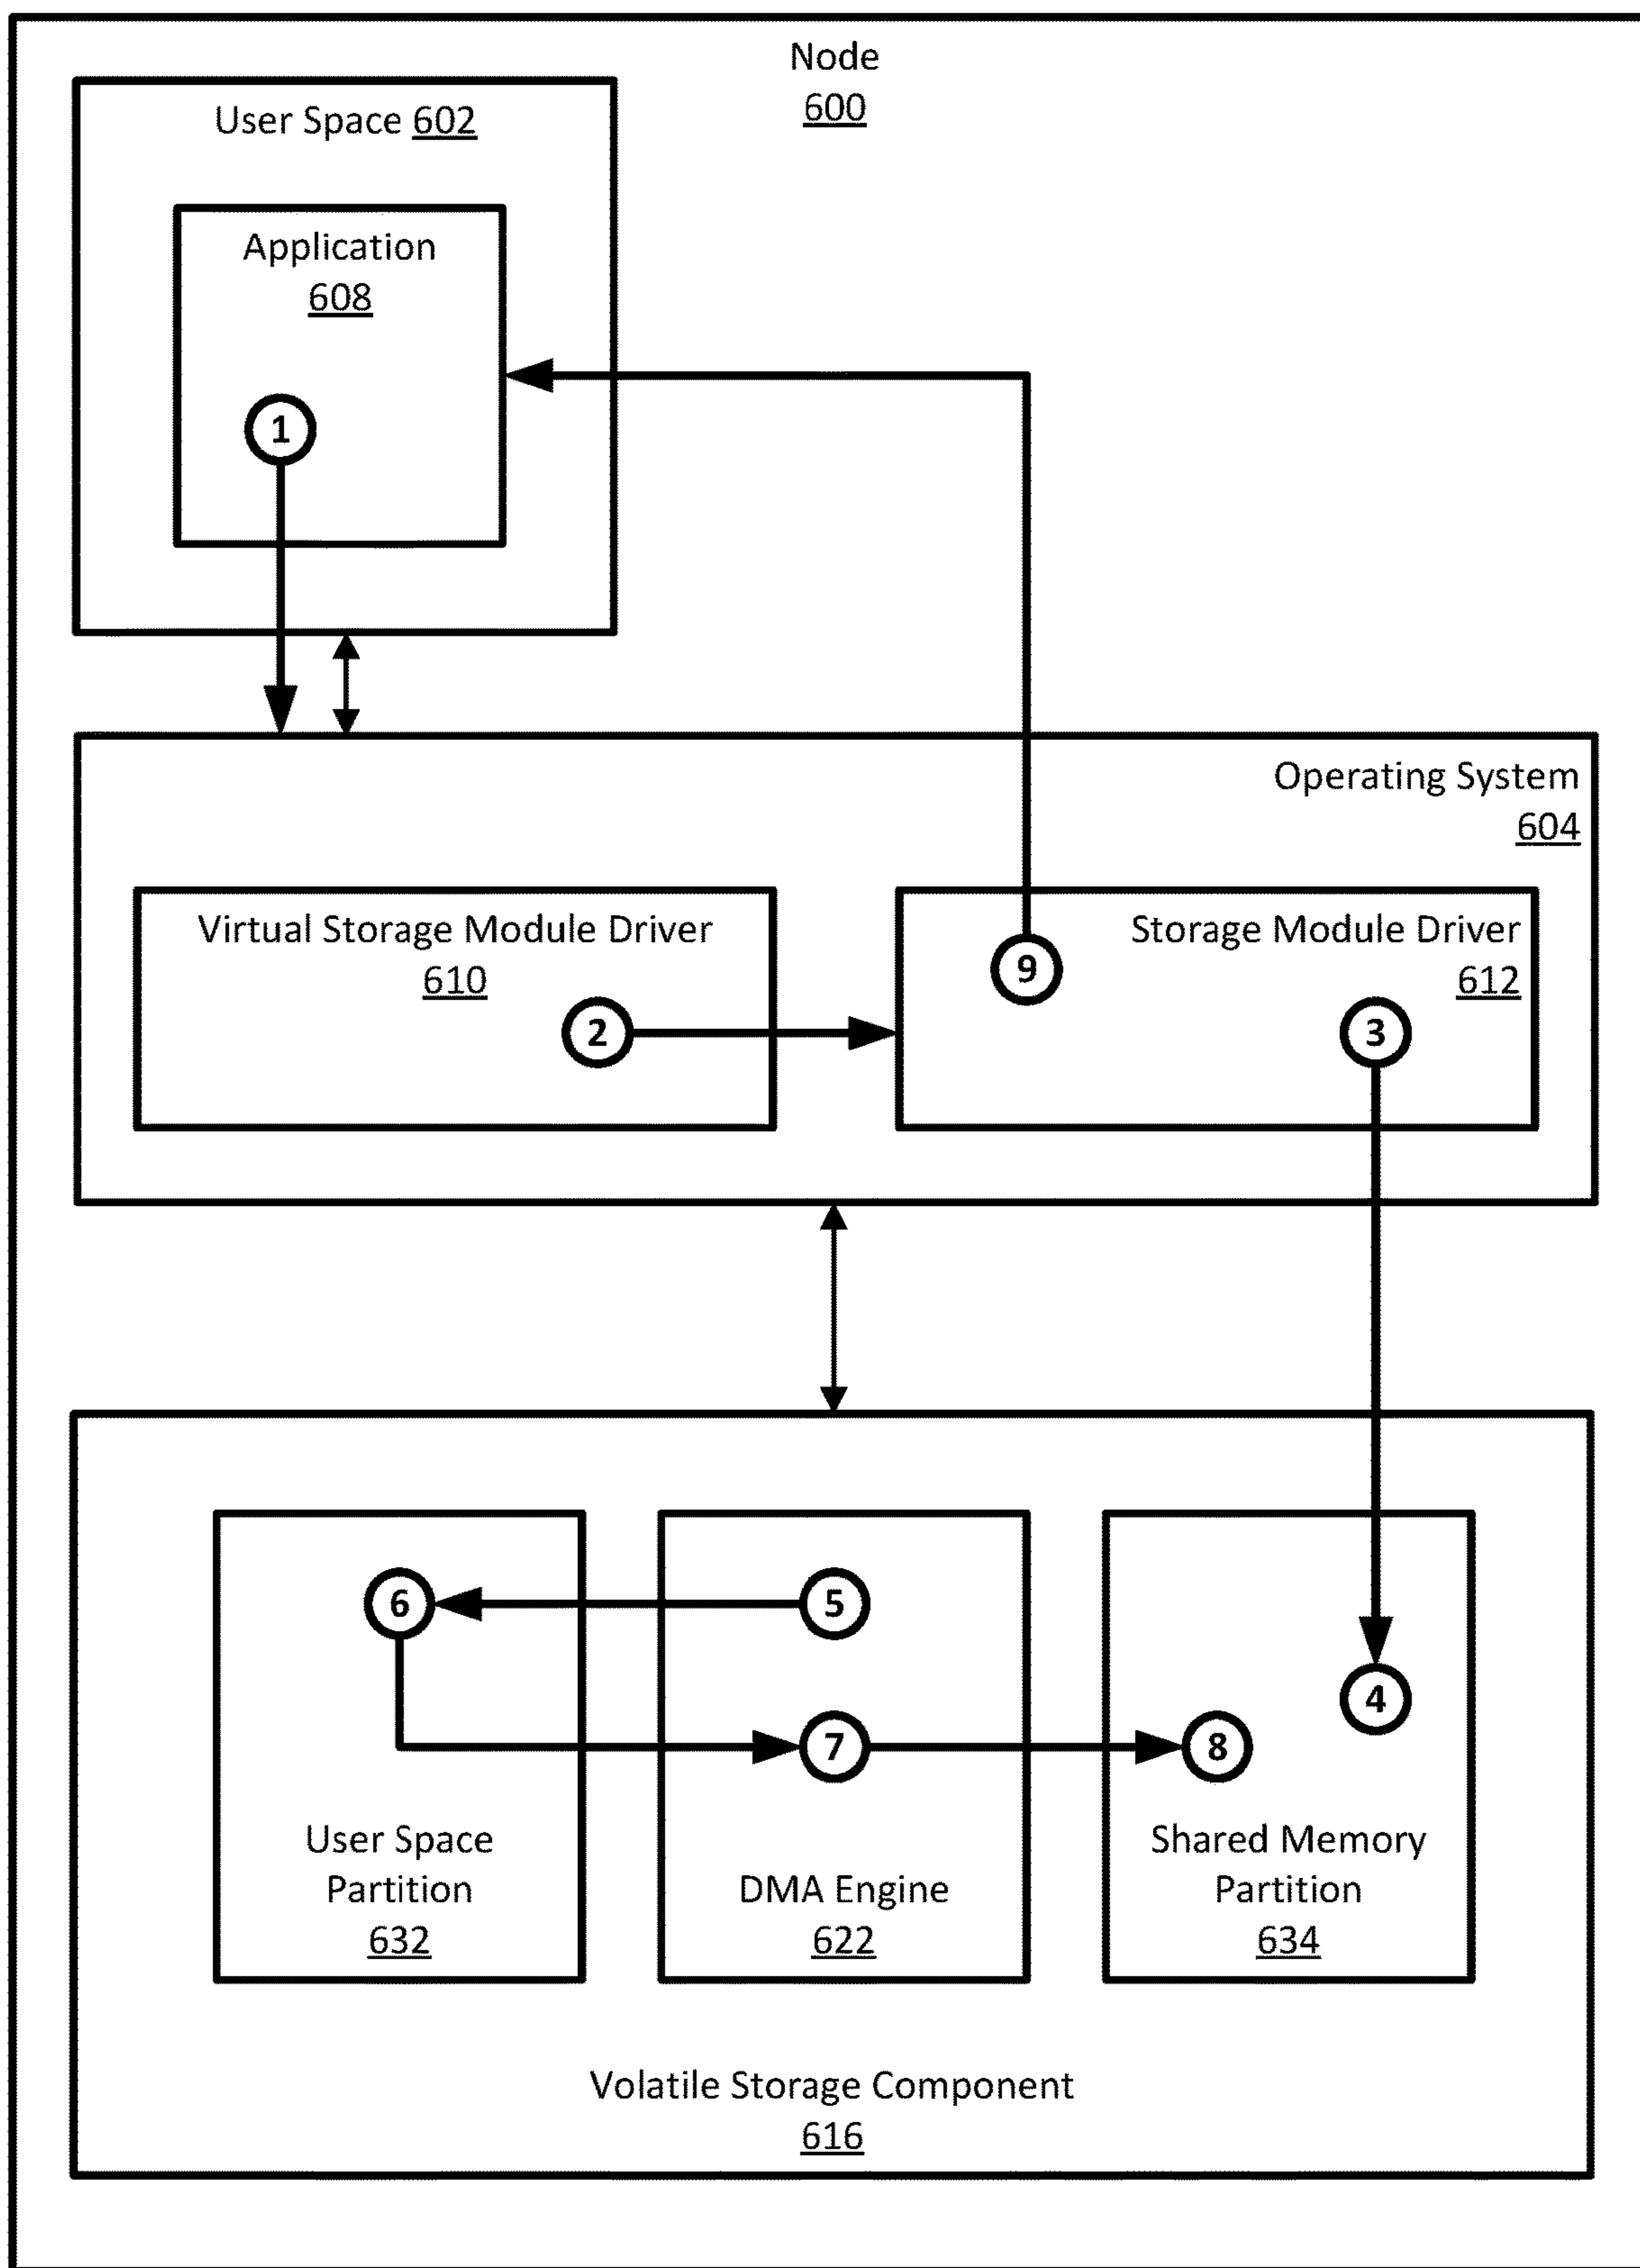 Node
600
User Space 602
Application
608
1
Operating System
604
Virtual Storage Module Driver
610
2
Storage Module Driver
612
9
3
6
5
4
7
8
User Space
Partition
632
DMA Engine
622
Shared Memory
Partition
634
Volatile Storage Component
616